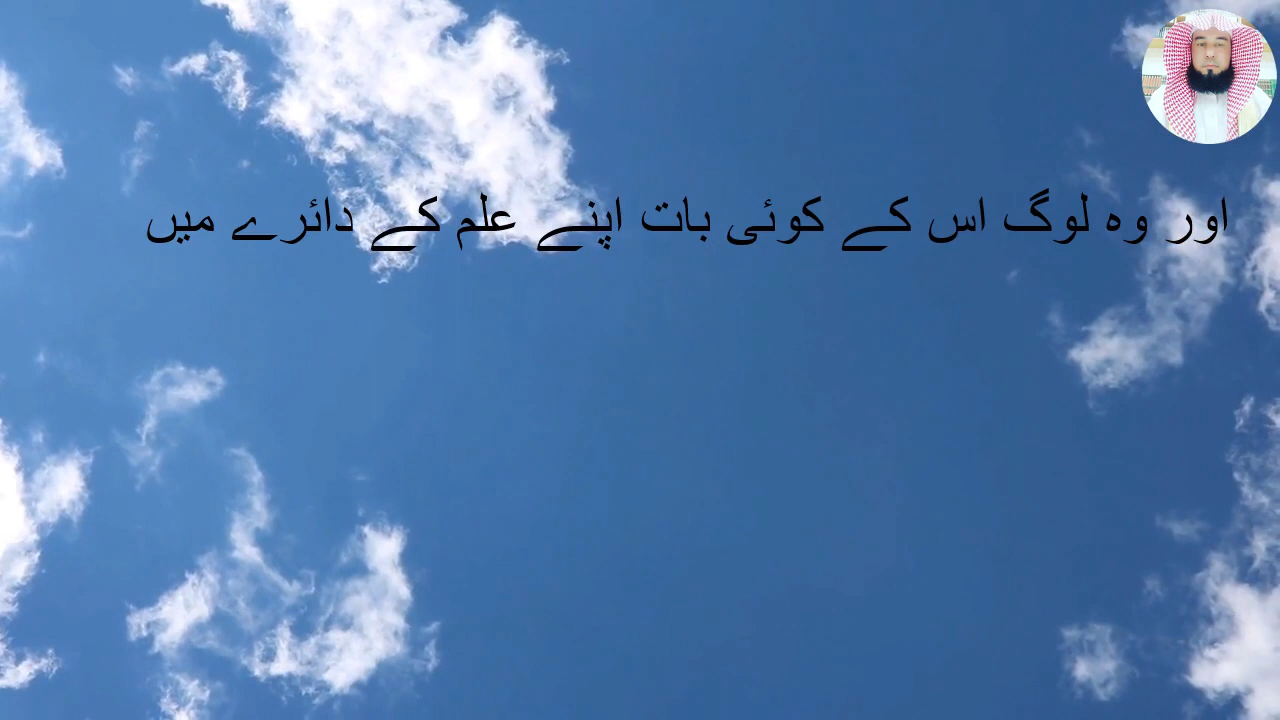 اور وہ لوگ اس کے کوئی بات اپنے علم کے دائرے میں